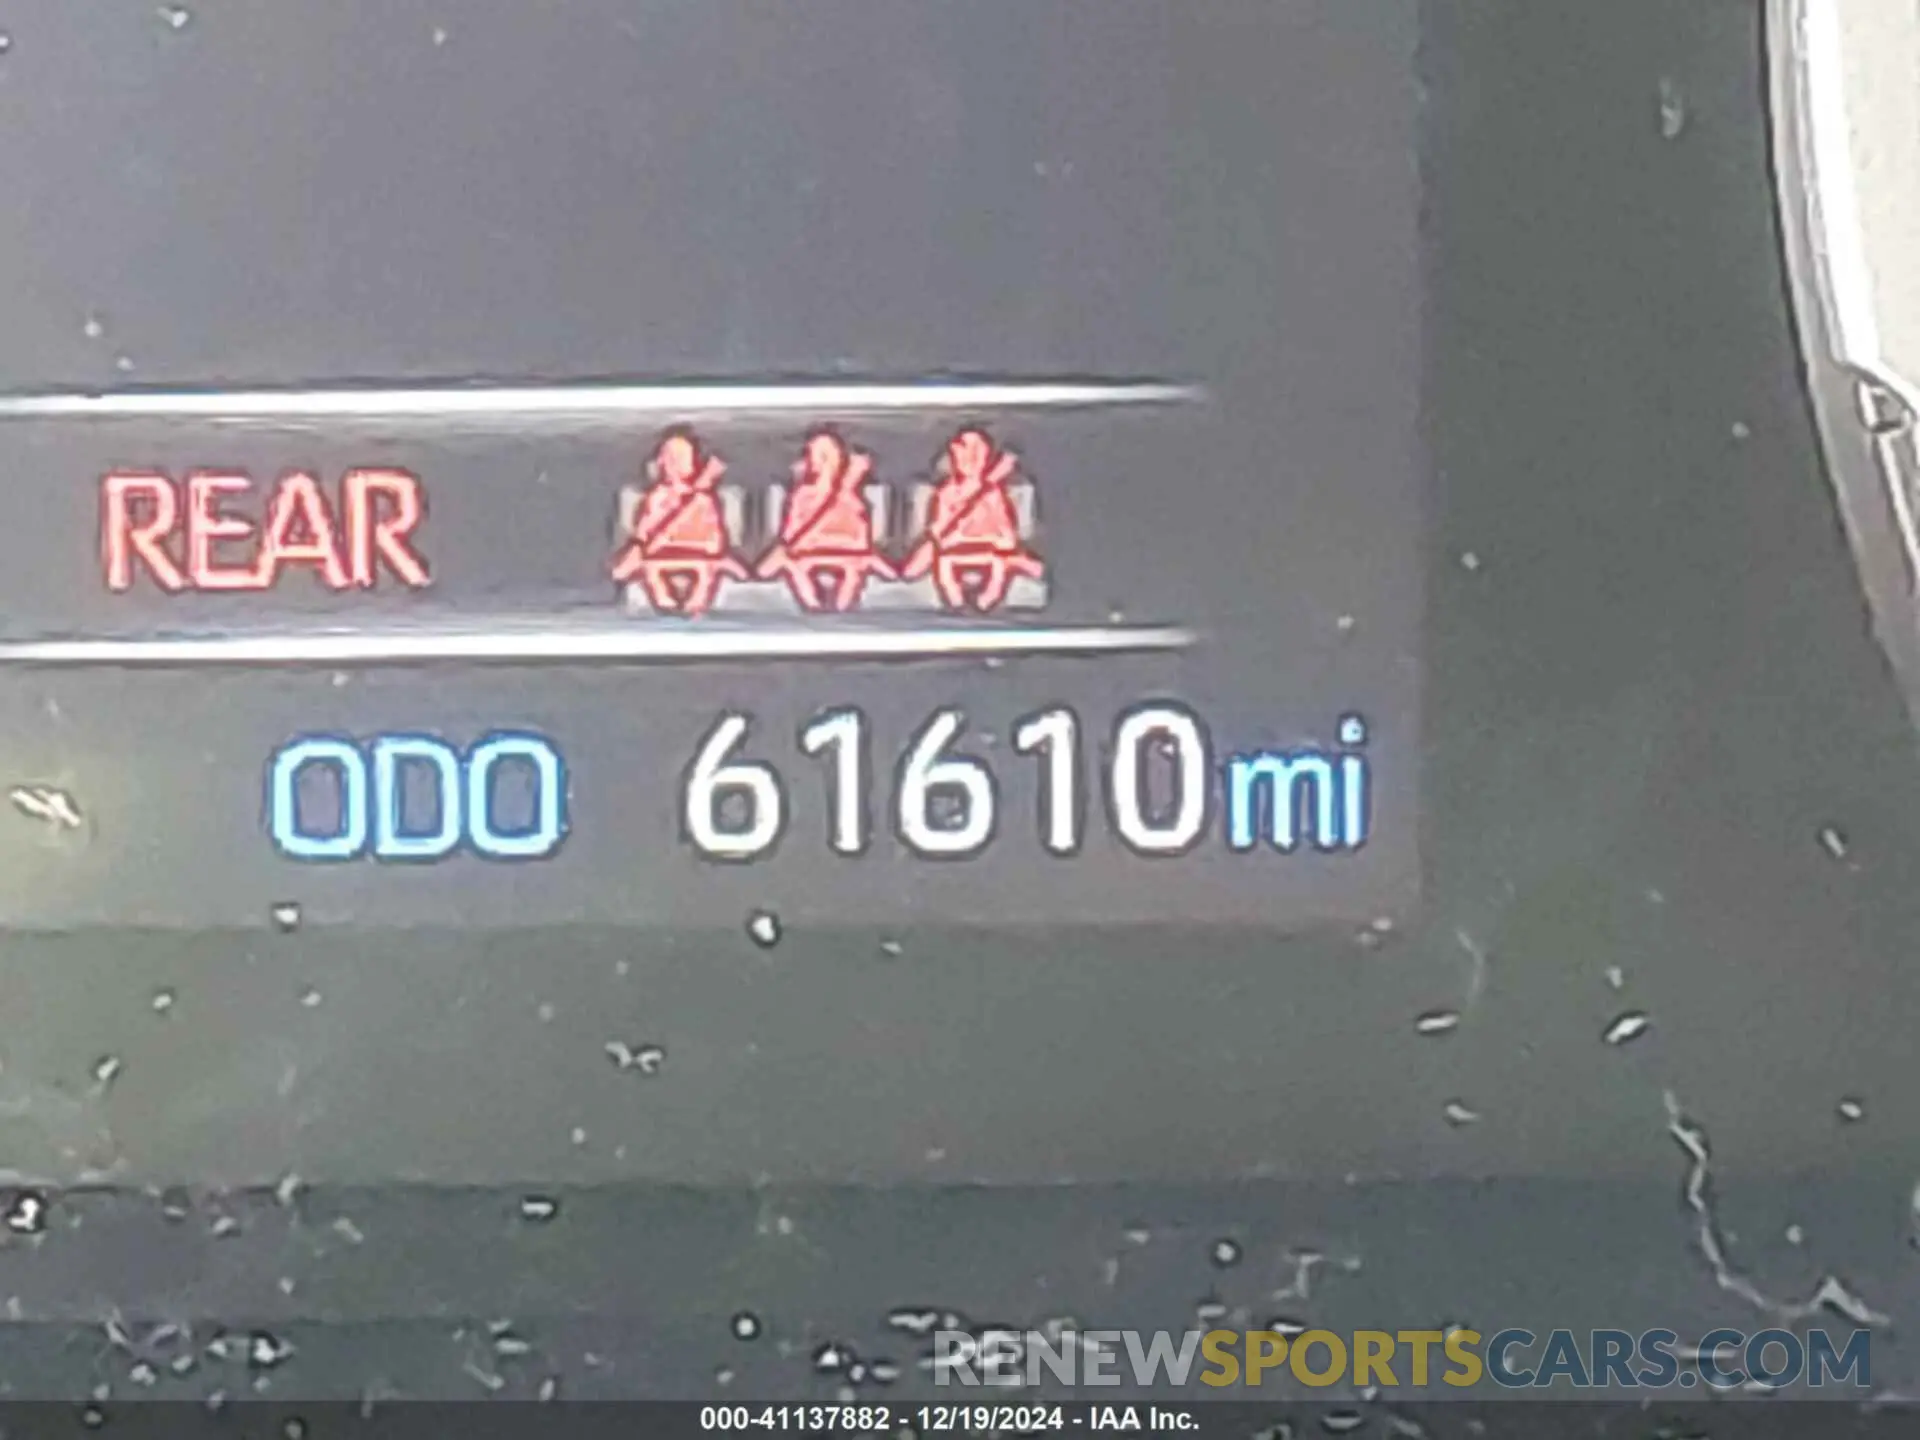 REAR
ODO 61610mi
RENEWSPORTSCARS.COM
000-41137882 - 12/19/2024 - IAA Inc.